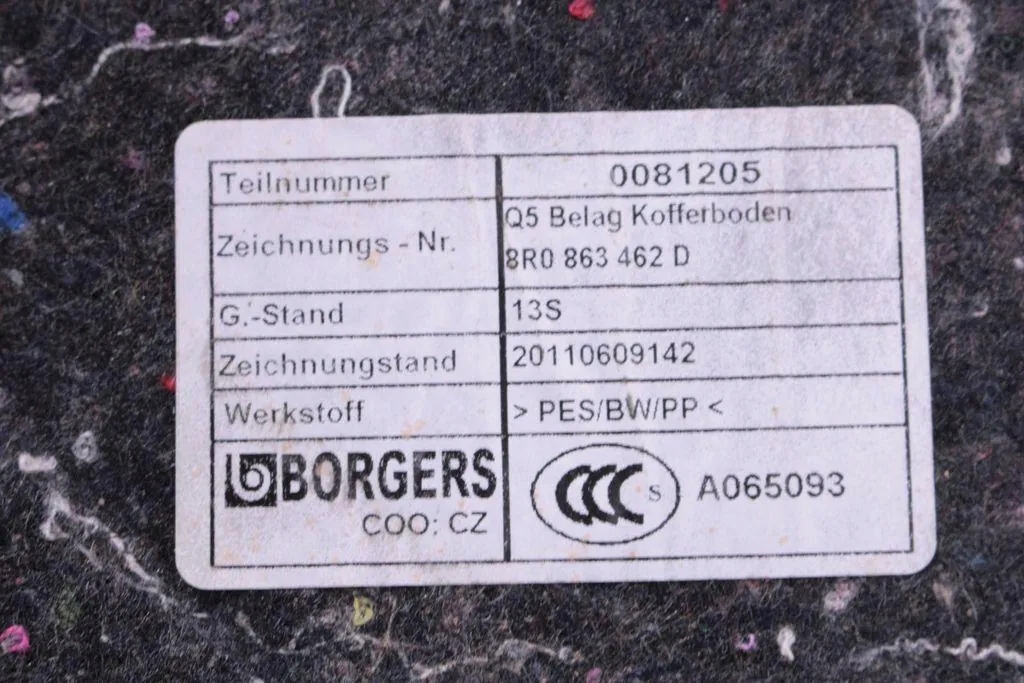 Teilnummer 0081205
Zeichnungs - Nr. Q5 Belag Kofferboden
8R0 863 462 D
G.-Stand 13S
Zeichnungstand 20110609142
Werkstoff > PES/BW/PP <
b BORGERS CCC S A065093
COO: CZ